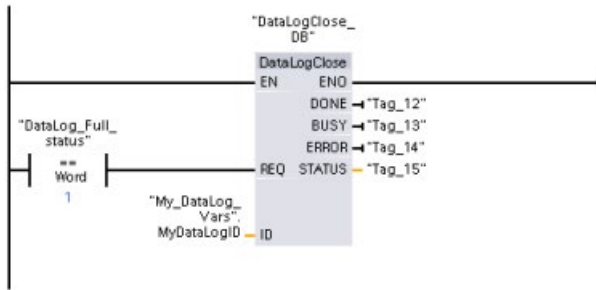 "DataLogClose_
DB"
DataLogClose
EN ENO
DONE "Tag_12"
BUSY "Tag_13"
"DataLog_Full_
status"
ERROR "Tag_14"
==
Word
1
REQ STATUS "Tag_15"
"My_DataLog_
Vars".
MyDataLogID ID